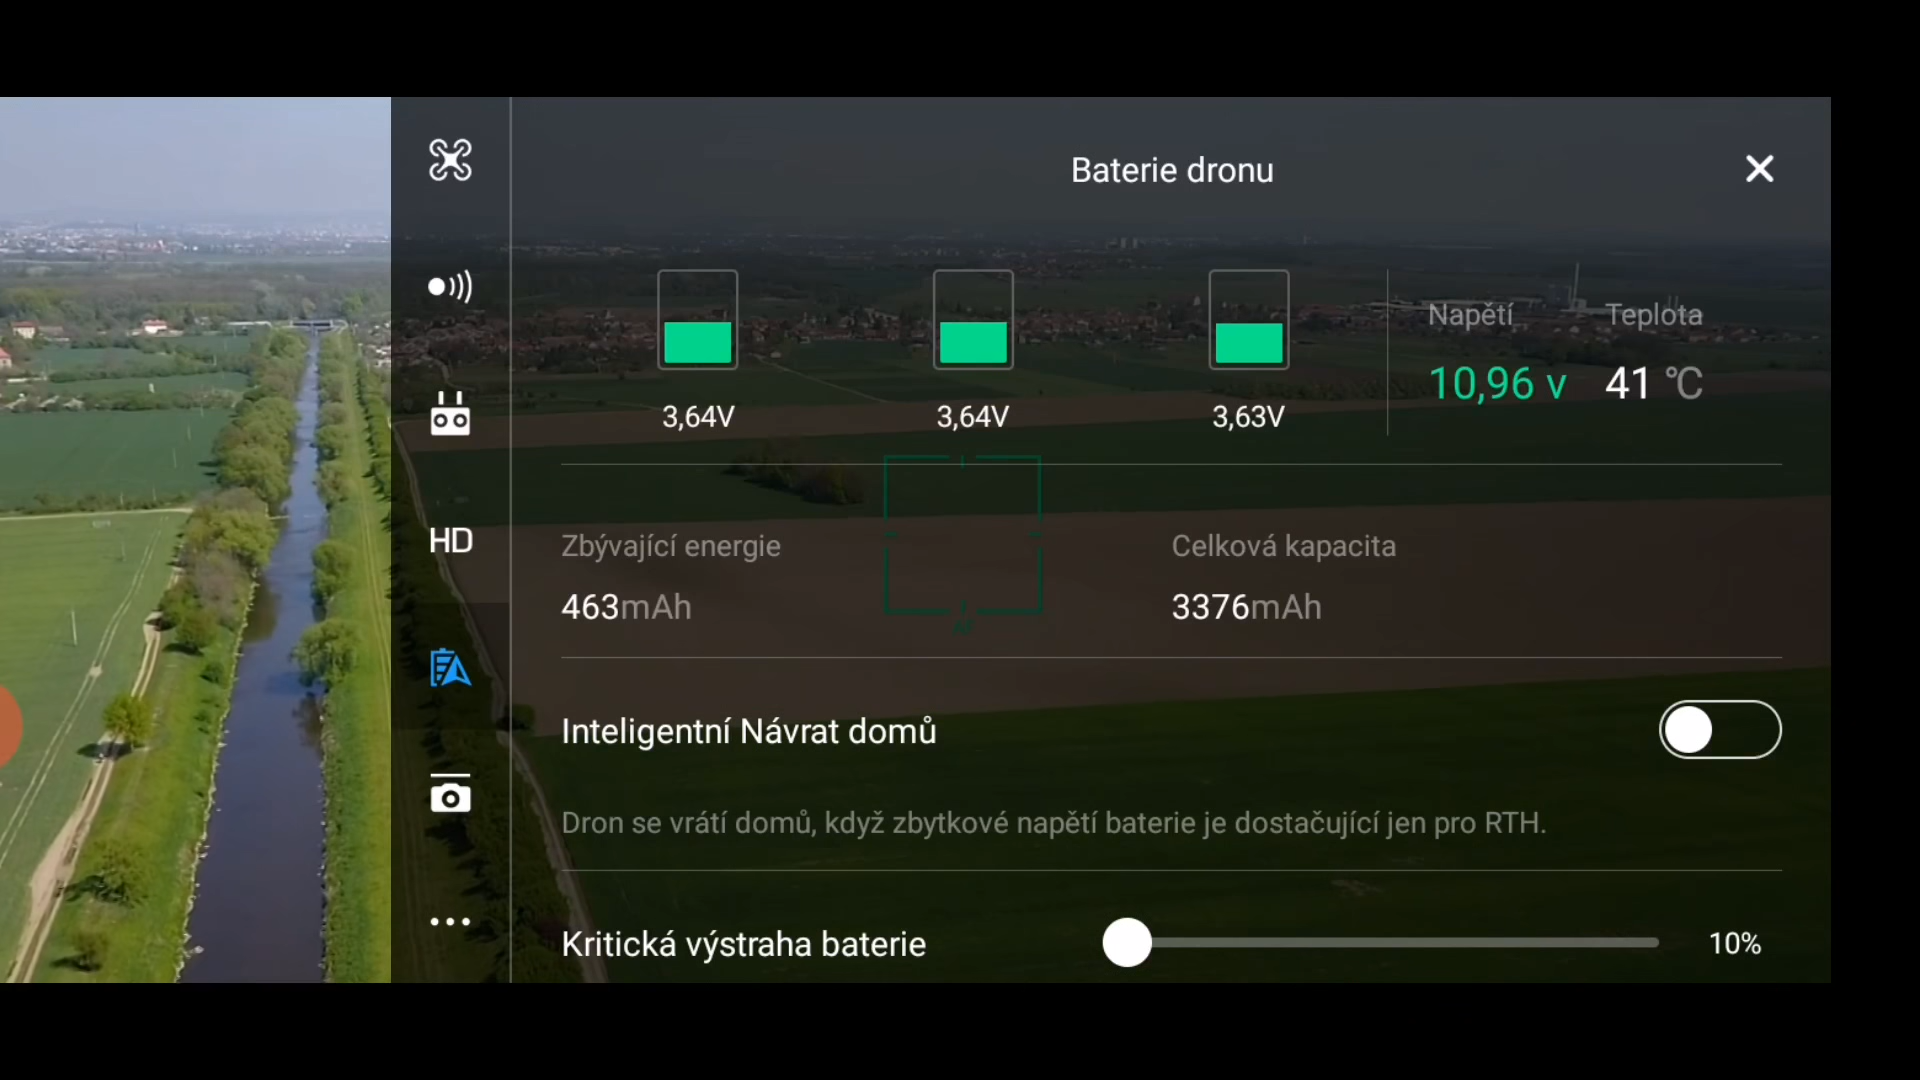 Baterie dronu
3,64V
3,64V
3,63V
Napětí
Teplota
10,96 v
41 °C
HD
Zbývající energie
463mAh
Celková kapacita
3376mAh
Inteligentní Návrat domů
Dron se vrátí domů, když zbytkové napětí baterie je dostačující jen pro RTH.
Kritická výstraha baterie
10%